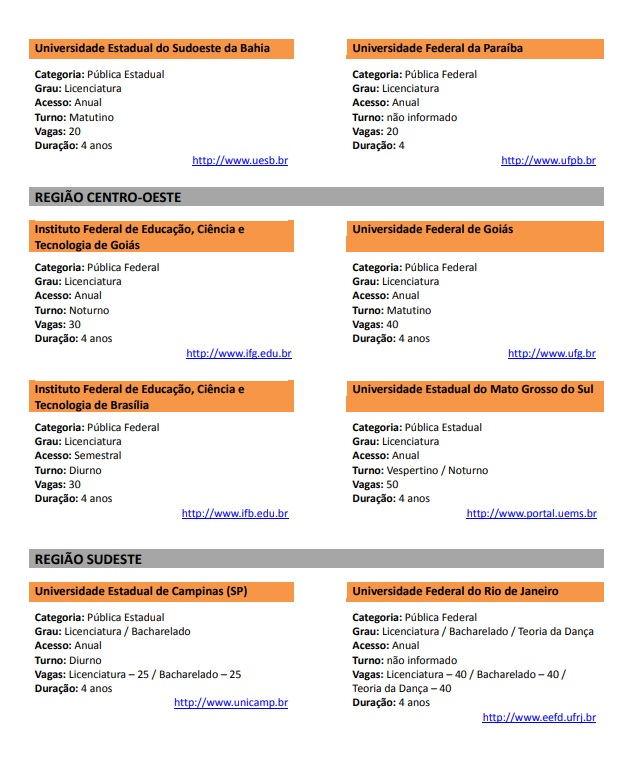 Universidade Estadual do Sudoeste da Bahia
Categoria: Pública Estadual
Grau: Licenciatura
Acesso: Anual
Turno: Matutino
Vagas: 20
Duração: 4 anos
http://www.uesb.br
Universidade Federal da Paraíba
Categoria: Pública Federal
Grau: Licenciatura
Acesso: Anual
Turno: não informado
Vagas: 20
Duração: 4
http://www.ufpb.br
REGIÃO CENTRO-OESTE
Instituto Federal de Educação, Ciência e
Tecnologia de Goiás
Categoria: Pública Federal
Grau: Licenciatura
Acesso: Anual
Turno: Noturno
Vagas: 30
Duração: 4 anos
http://www.ifg.edu.br
Universidade Federal de Goiás
Categoria: Pública Federal
Grau: Licenciatura
Acesso: Anual
Turno: Matutino
Vagas: 40
Duração: 4 anos
http://www.ufg.br
Instituto Federal de Educação, Ciência e
Tecnologia de Brasília
Categoria: Pública Federal
Grau: Licenciatura
Acesso: Semestral
Turno: Diurno
Vagas: 30
Duração: 4 anos
http://www.ifb.edu.br
Universidade Estadual do Mato Grosso do Sul
Categoria: Pública Estadual
Grau: Licenciatura
Acesso: Anual
Turno: Vespertino / Noturno
Vagas: 50
Duração: 4 anos
http://www.portal.uems.br
REGIÃO SUDESTE
Universidade Estadual de Campinas (SP)
Categoria: Pública Estadual
Grau: Licenciatura / Bacharelado
Acesso: Anual
Turno: Diurno
Vagas: Licenciatura – 25 / Bacharelado – 25
Duração: 4 anos
http://www.unicamp.br
Universidade Federal do Rio de Janeiro
Categoria: Pública Federal
Grau: Licenciatura / Bacharelado / Teoria da Dança
Acesso: Anual
Turno: não informado
Vagas: Licenciatura – 40 / Bacharelado – 40 /
Teoria da Dança – 40
Duração: 4 anos
http://www.eefd.ufrj.br